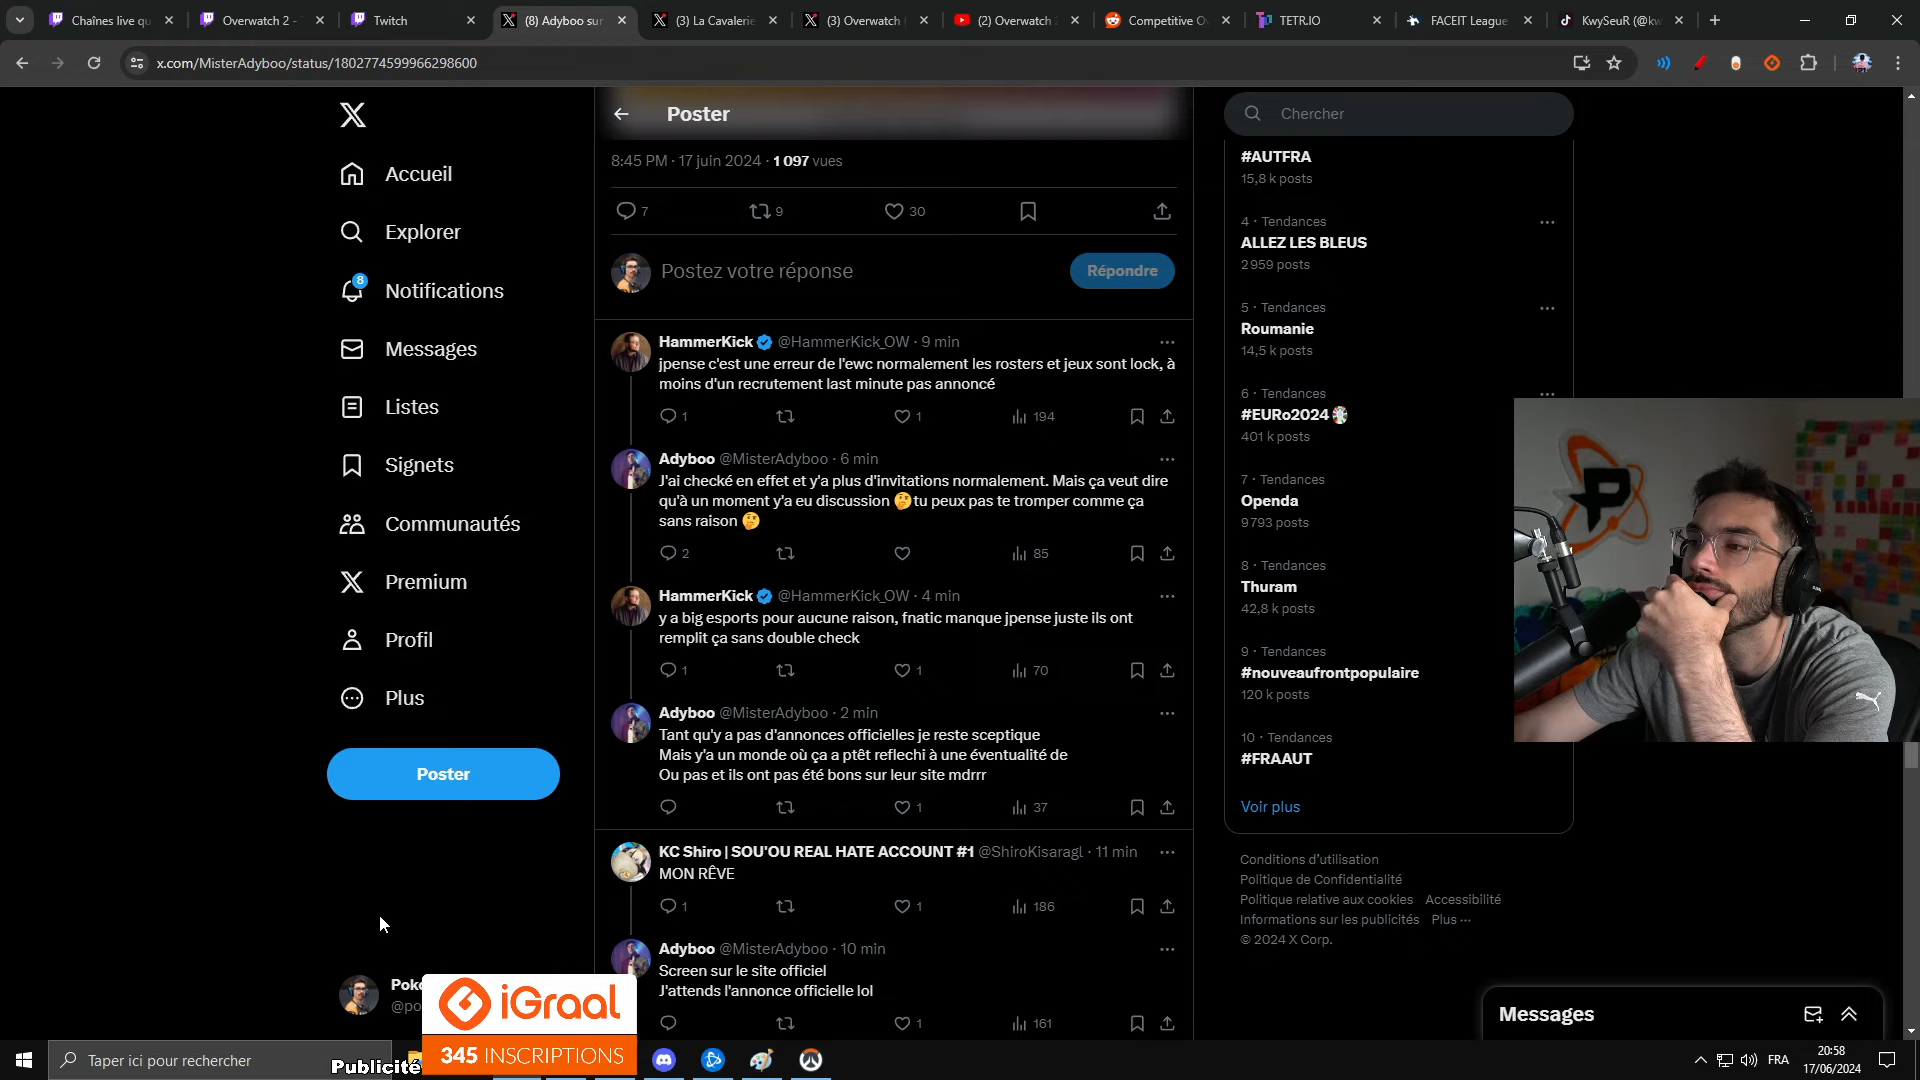 Chaînes live qu
Overwatch 2 -
Twitch
(8) Adyboo sur
(3) La Cavalerie
(3) Overwatch
(2) Overwatch
Competitive O
TETR.IO
FACEIT League
KwySeuR (@kw
x.com/MisterAdyboo/status/1802774599966298600
Accueil
Explorer
8
Notifications
Messages
Listes
Signets
Communautés
Premium
Profil
Plus
Poster
Poster
8:45 PM · 17 juin 2024 · 1 097 vues
7
9
30
Postez votre réponse
Répondre
HammerKick @HammerKick_OW · 9 min
jpense c'est une erreur de l'ewc normalement les rosters et jeux sont lock, à
moins d'un recrutement last minute pas annoncé
1
1
194
Adyboo @MisterAdyboo · 6 min
J'ai checké en effet et y'a plus d'invitations normalement. Mais ça veut dire
qu'à un moment y'a eu discussion 🤔tu peux pas te tromper comme ça
sans raison 🤔
2
85
HammerKick @HammerKick_OW · 4 min
y a big esports pour aucune raison, fnatic manque jpense juste ils ont
remplit ça sans double check
1
1
70
Adyboo @MisterAdyboo · 2 min
Tant qu'y a pas d'annonces officielles je reste sceptique
Mais y'a un monde où ça a ptêt reflechi à une éventualité de
Ou pas et ils ont pas été bons sur leur site mdrrr
1
37
KC Shiro | SOU'OU REAL HATE ACCOUNT #1 @ShiroKisaragl · 11 min
MON RÊVE
1
1
186
Adyboo @MisterAdyboo · 10 min
Screen sur le site officiel
J'attends l'annonce officielle lol
1
161
Chercher
#AUTFRA
15,8 k posts
4 · Tendances
ALLEZ LES BLEUS
2 959 posts
5 · Tendances
Roumanie
14,5 k posts
6 · Tendances
#EURo2024
401 k posts
7 · Tendances
Openda
9 793 posts
8 · Tendances
Thuram
42,8 k posts
9 · Tendances
#nouveaufrontpopulaire
120 k posts
10 · Tendances
#FRAAUT
Voir plus
Conditions d'utilisation
Politique de Confidentialité
Politique relative aux cookies Accessibilité
Informations sur les publicités Plus ···
© 2024 X Corp.
Messages
iGraal
345 INSCRIPTIONS
Publicité
Taper ici pour rechercher
FRA
20:58
17/06/2024